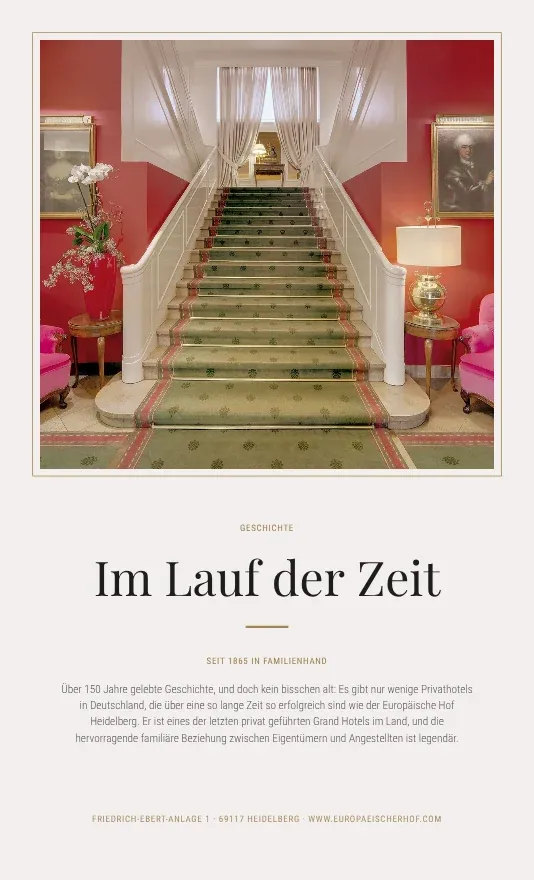 GESCHICHTE
Im Lauf der Zeit
SEIT 1865 IN FAMILIENHAND
Über 150 Jahre gelebte Geschichte, und doch kein bisschen alt: Es gibt nur wenige Privathotels
in Deutschland, die über eine so lange Zeit so erfolgreich sind wie der Europäische Hof
Heidelberg. Er ist eines der letzten privat geführten Grand Hotels im Land, und die
hervorragende familiäre Beziehung zwischen Eigentümern und Angestellten ist legendär.
FRIEDRICH-EBERT-ANLAGE 1 · 69117 HEIDELBERG · WWW.EUROPAEISCHERHOF.COM